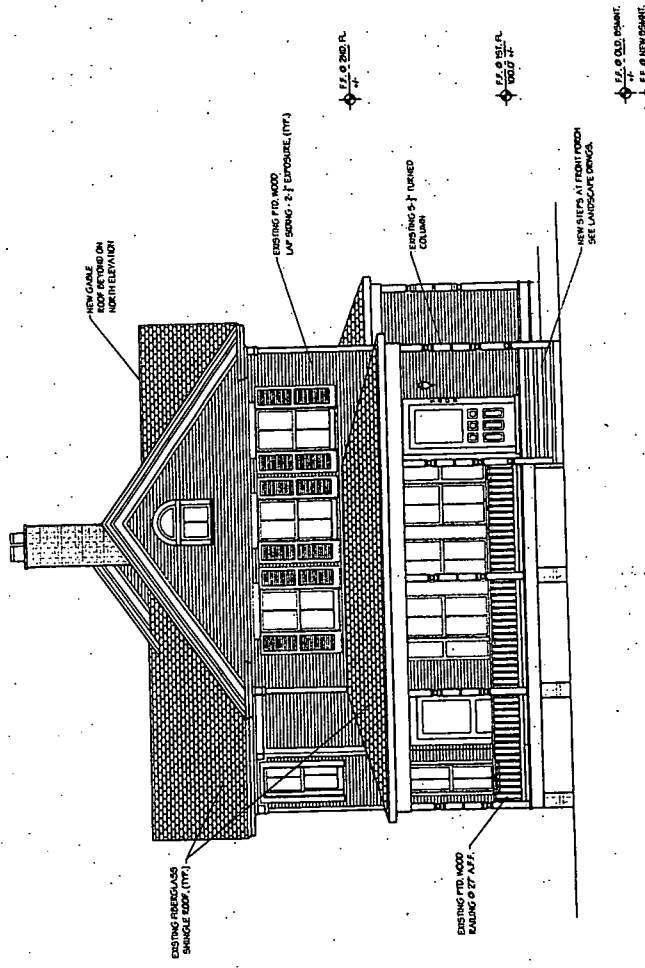 NEW GABLE
ROOF BEYOND ON
NORTH ELEVATION
EXISTING PTD. WOOD
LAP SIDING - 2-½" EXPOSURE, (TYP.)
F.F. @ 2ND. FL.
+/-
EXISTING 5-½" TURNED
COLUMN
F.F. @ 1ST. FL.
100.0' +/-
F.F. @ OLD. BSMNT.
+/-
F.F. @ NEW BSMNT.
NEW STEPS AT FRONT PORCH
SEE LANDSCAPE DRWGS.
EXISTING FIBERGLASS
SHINGLE ROOF, (TYP.)
EXISTING PTD. WOOD
RAILING @ 27" A.F.F.